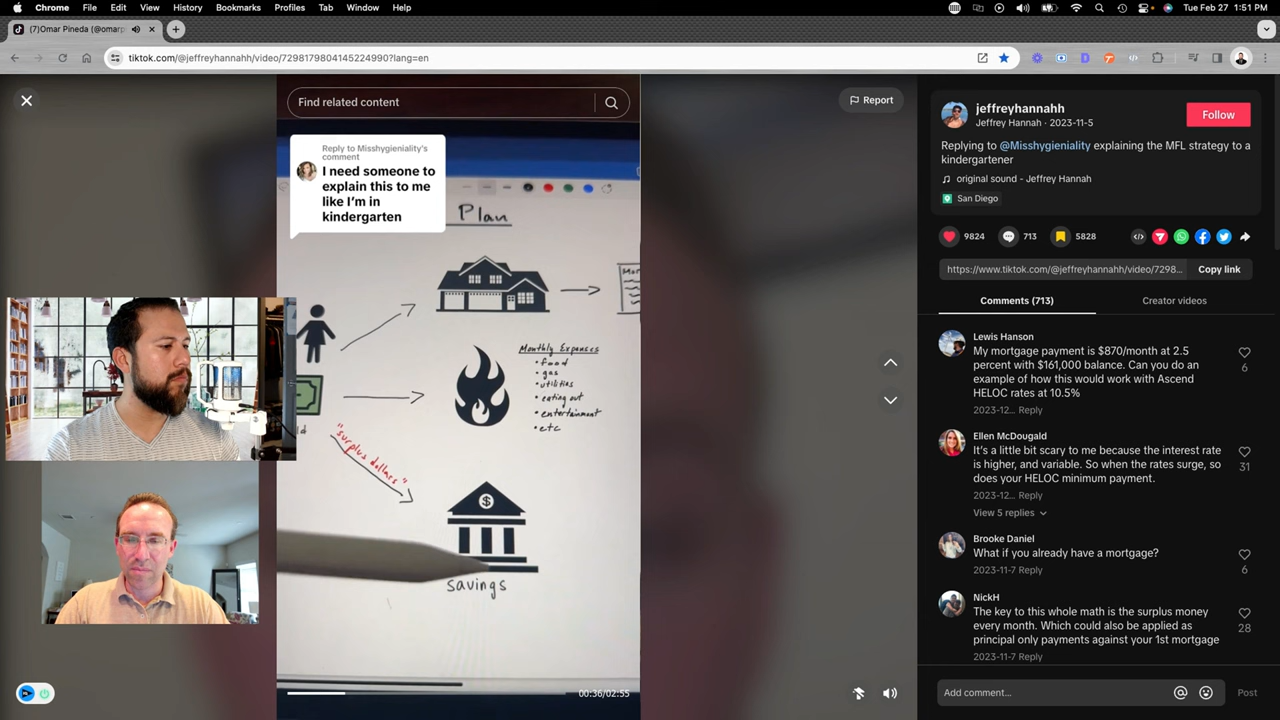 Chrome File Edit View History Bookmarks Profiles Tab Window Help
Tue Feb 27 1:51 PM
(7)Omar Pineda (@omarp
tiktok.com/@jeffreyhannahh/video/7298179804145224990?lang=en
Find related content
Report
Reply to Misshygieniality's
comment
I need someone to
explain this to me
like I'm in
kindergarten
Plan
Monthly Expenses
• food
• gas
• utilities
• eating out
• entertainment
• etc
"surplus dollars"
$
savings
00:36/02:55
jeffreyhannahh
Jeffrey Hannah · 2023-11-5
Follow
Replying to @Misshygieniality explaining the MFL strategy to a
kindergartener
original sound - Jeffrey Hannah
San Diego
9824 713 5828
https://www.tiktok.com/@jeffreyhannahh/video/7298...
Copy link
Comments (713)
Creator videos
Lewis Hanson
My mortgage payment is $870/month at 2.5
percent with $161,000 balance. Can you do an
example of how this would work with Ascend
HELOC rates at 10.5%
6
2023-12... Reply
Ellen McDougald
It's a little bit scary to me because the interest rate
is higher, and variable. So when the rates surge, so
does your HELOC minimum payment.
31
2023-12... Reply
View 5 replies
Brooke Daniel
What if you already have a mortgage?
6
2023-11-7 Reply
NickH
The key to this whole math is the surplus money
every month. Which could also be applied as
principal only payments against your 1st mortgage
28
2023-11-7 Reply
Add comment...
Post